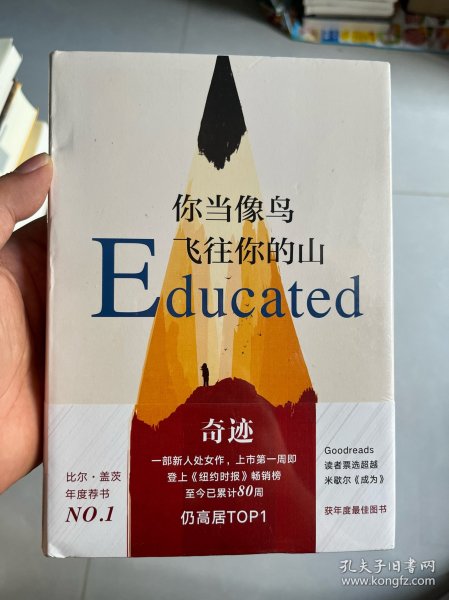 你当像鸟
飞往你的山
Educated
奇迹
一部新人处女作，上市第一周即
登上《纽约时报》畅销榜
至今已累计80周
仍高居TOP1
比尔·盖茨
年度荐书
NO.1
Goodreads
读者票选超越
米歇尔《成为》
获年度最佳图书
孔夫子旧书网
www.kongfz.com